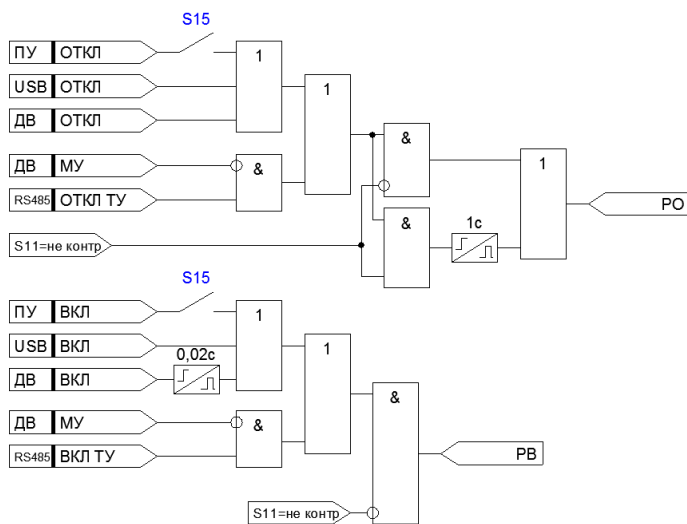 S15
ПУ ОТКЛ
1
USB ОТКЛ
1
ДВ ОТКЛ
&
ДВ МУ
1
&
RS485 ОТКЛ ТУ
РО
&
1с
S11=не контр
S15
ПУ ВКЛ
1
USB ВКЛ
1
0,02с
ДВ ВКЛ
&
ДВ МУ
&
RS485 ВКЛ ТУ
РВ
S11=не контр